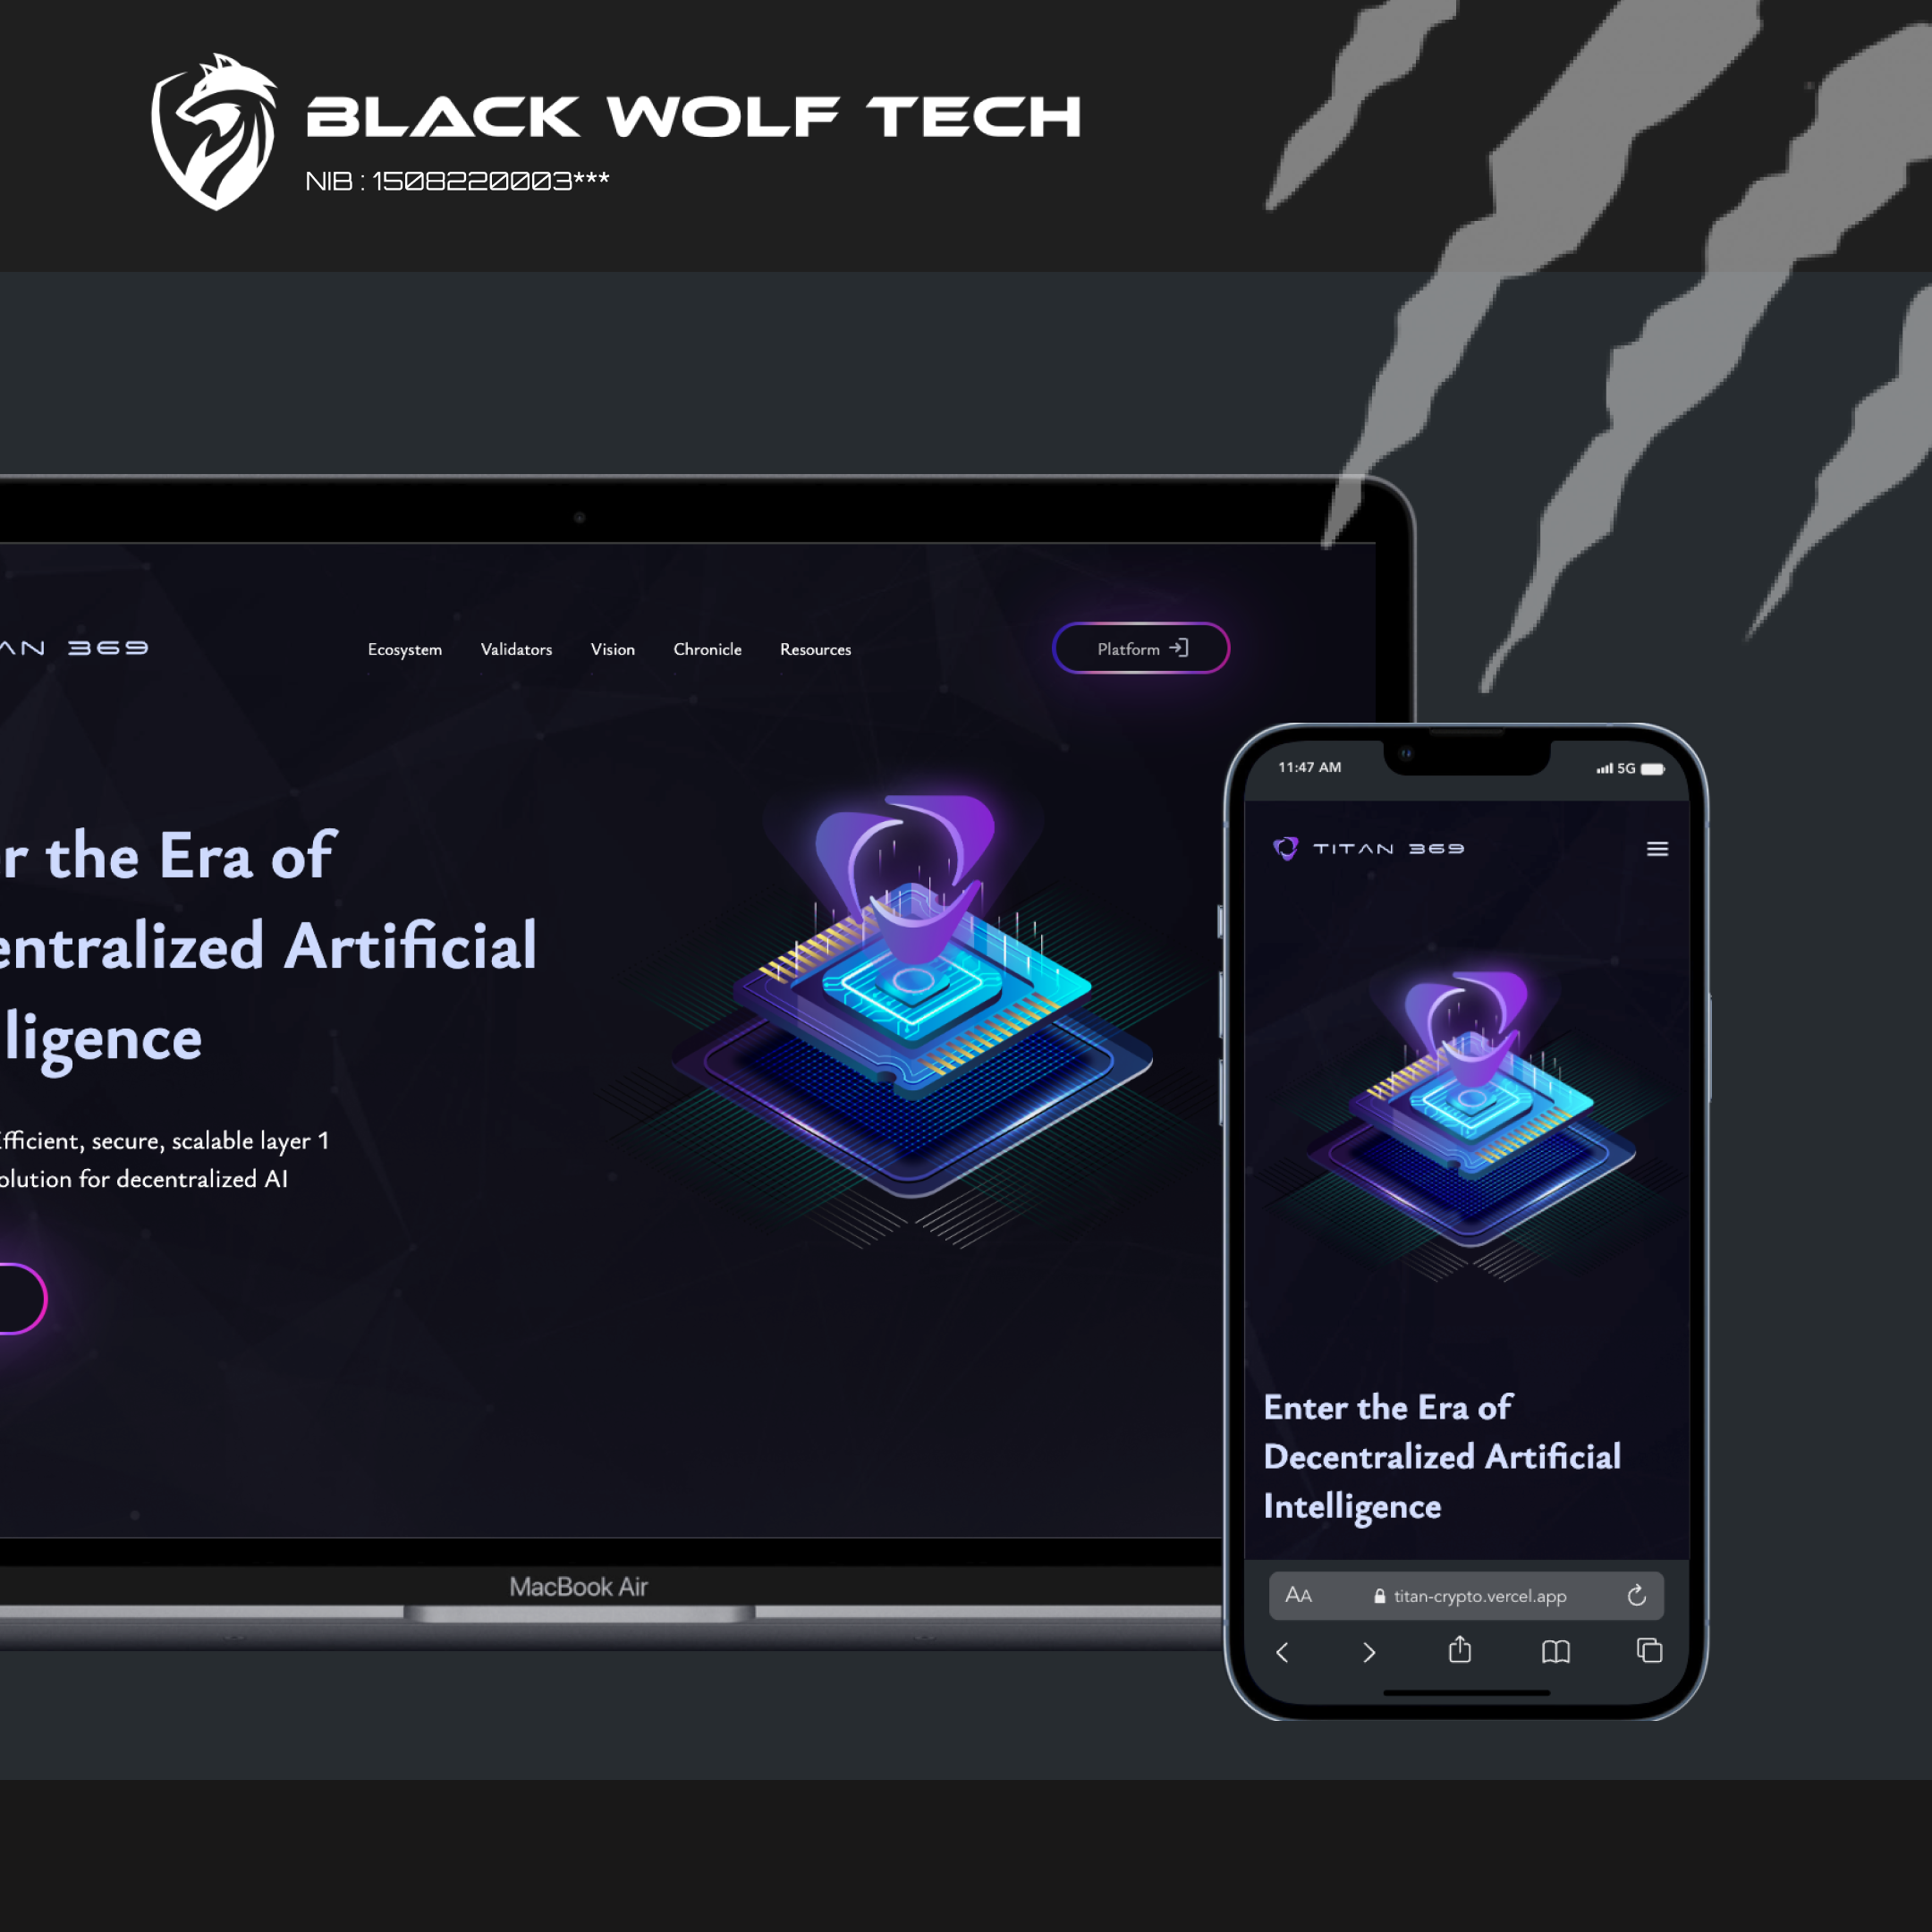 BLACK WOLF TECH
NIB : 1508220003***
AN 369
Ecosystem Validators Vision Chronicle Resources
Platform
r the Era of
entralized Artificial
lligence
Efficient, secure, scalable layer 1
olution for decentralized AI
MacBook Air
11:47 AM
5G
TITAN 369
Enter the Era of
Decentralized Artificial
Intelligence
AA titan-crypto.vercel.app